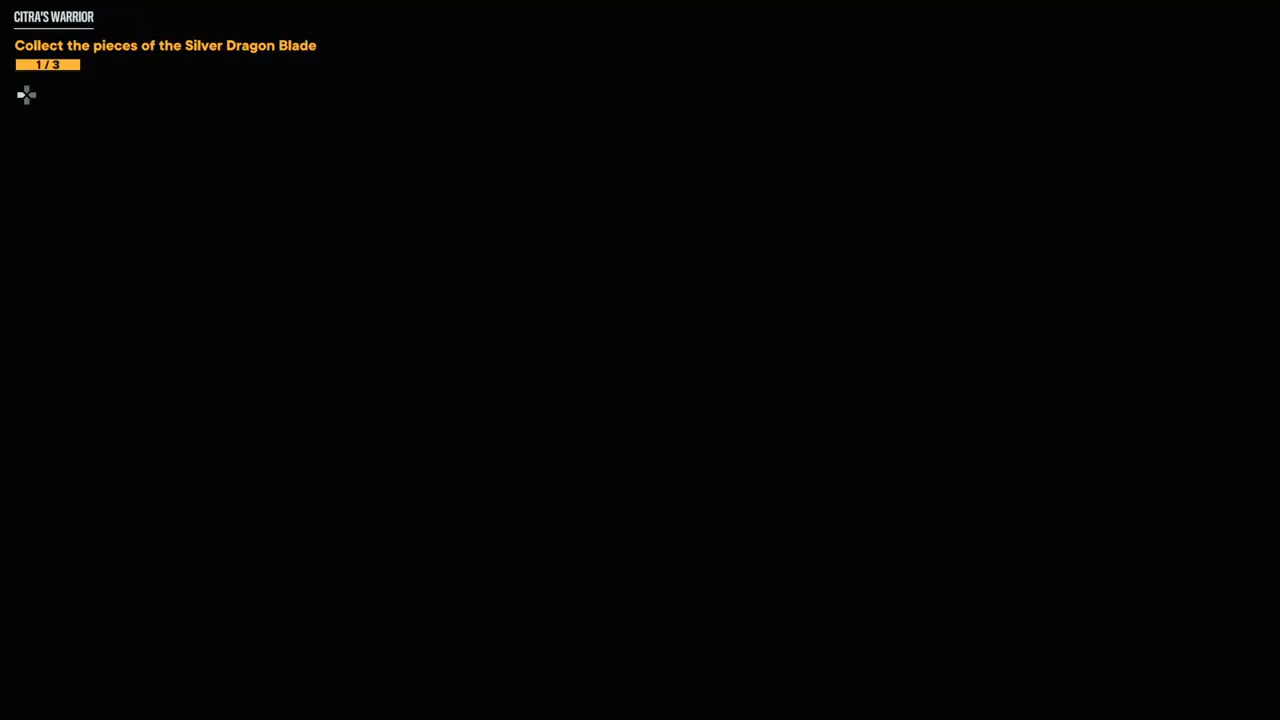 CITRA'S WARRIOR
Collect the pieces of the Silver Dragon Blade
1 / 3